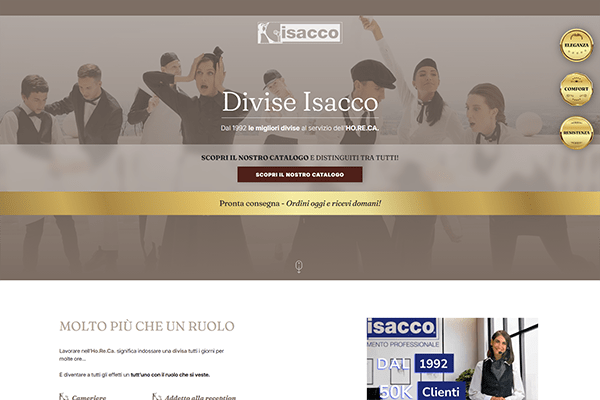 isacco
ELEGANZA
COMFORT
RESISTENZA
Divise Isacco
Dal 1992 le migliori divise al servizio dell'HO.RE.CA.
SCOPRI IL NOSTRO CATALOGO E DISTINGUITI TRA TUTTI!
SCOPRI IL NOSTRO CATALOGO
Pronta consegna - Ordini oggi e ricevi domani!
MOLTO PIÙ CHE UN RUOLO
Lavorare nell'Ho.Re.Ca. significa indossare una divisa tutti i giorni per
molte ore...
È diventare a tutti gli effetti un tutt'uno con il ruolo che si veste.
Cameriere
Addetto alla reception
isacco
MENTO PROFESSIONALE
DAL 1992
50K Clienti